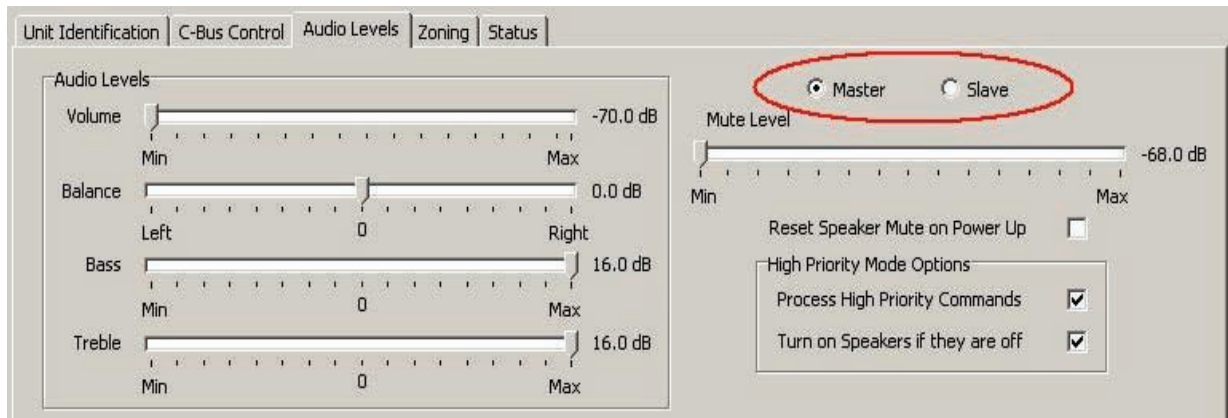 Unit Identification C-Bus Control Audio Levels Zoning Status
Audio Levels
Volume -70.0 dB
Min Max
Balance 0.0 dB
Left 0 Right
Bass 16.0 dB
Min 0 Max
Treble 16.0 dB
Min 0 Max
Master Slave
Mute Level
-68.0 dB
Min Max
Reset Speaker Mute on Power Up
High Priority Mode Options
Process High Priority Commands
Turn on Speakers if they are off